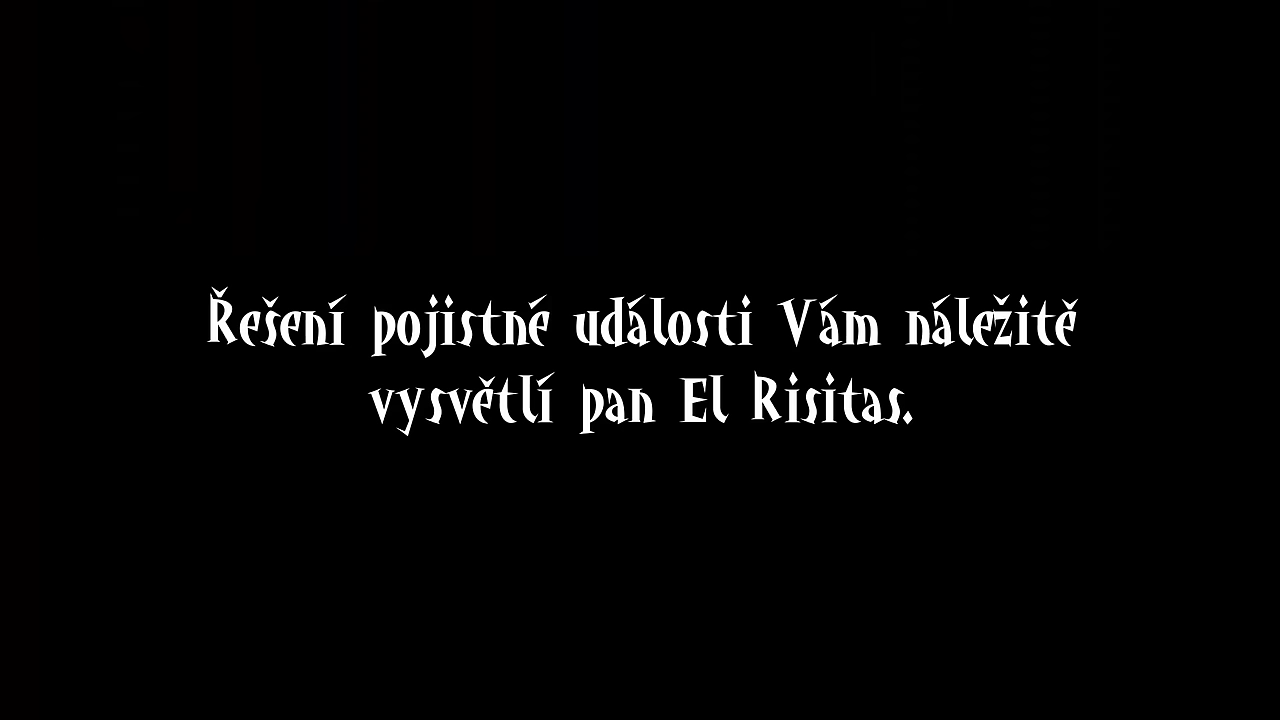 Řešení pojistné události Vám náležitě
vysvětlí pan El Risitas.